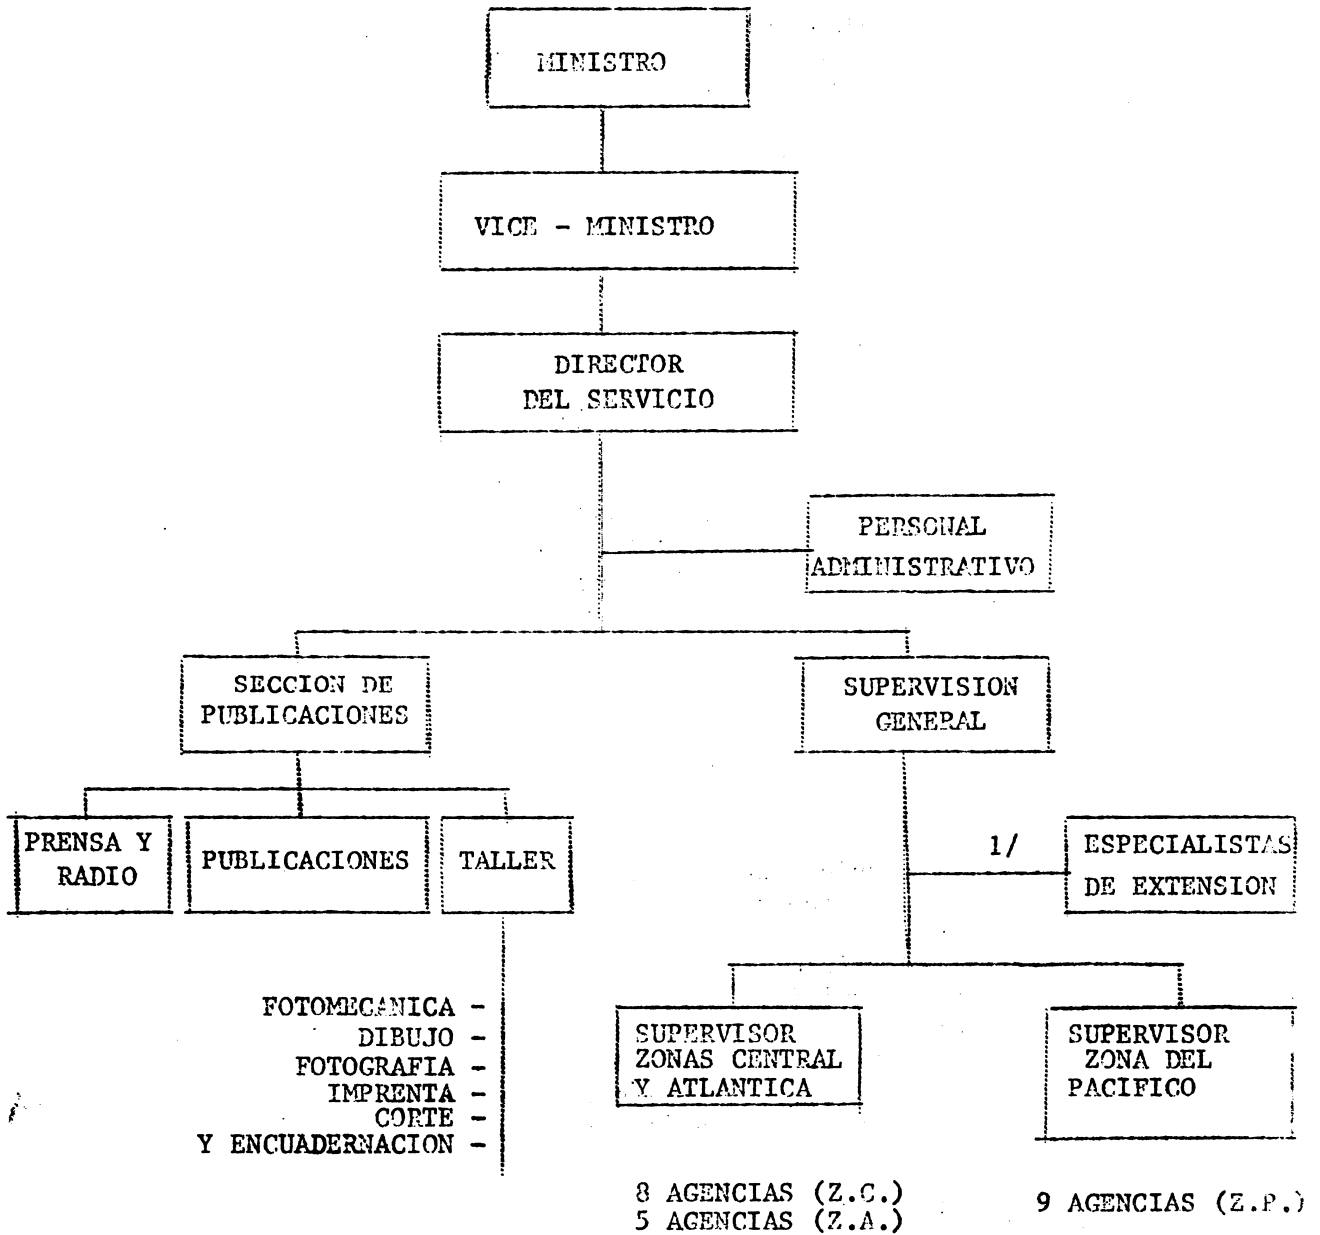 MINISTRO
VICE - MINISTRO
DIRECTOR
DEL SERVICIO
PERSONAL
ADMINISTRATIVO
SECCION DE
PUBLICACIONES
SUPERVISION
GENERAL
PRENSA Y
RADIO
PUBLICACIONES
TALLER
1/
ESPECIALISTAS
DE EXTENSION
FOTOMECANICA -
DIBUJO -
FOTOGRAFIA -
IMPRENTA -
CORTE -
Y ENCUADERNACION -
SUPERVISOR
ZONAS CENTRAL
Y ATLANTICA
SUPERVISOR
ZONA DEL
PACIFICO
8 AGENCIAS (Z.C.)
5 AGENCIAS (Z.A.)
9 AGENCIAS (Z.P.)